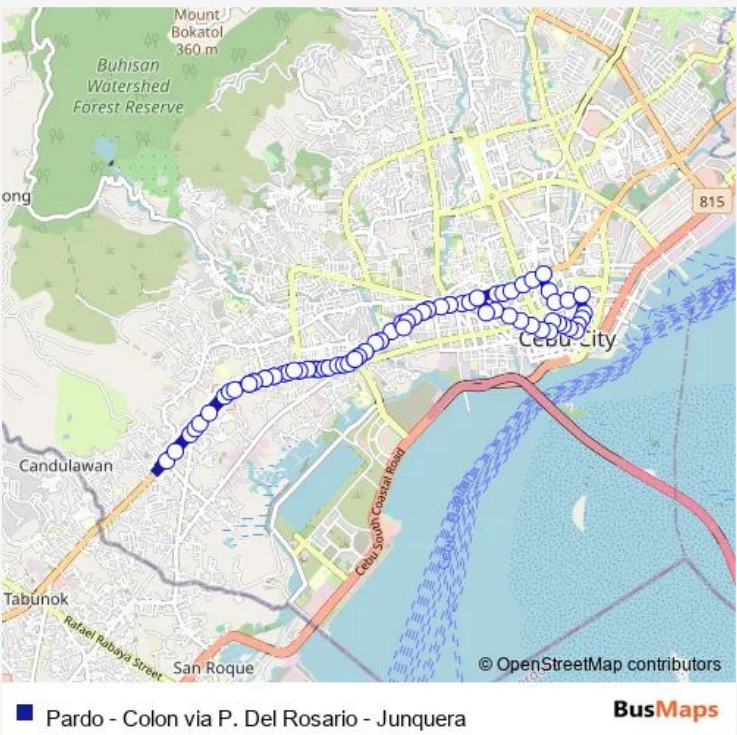 Mount
Bokatol
360 m
Buhisan
Watershed
Forest Reserve
ong
815
Cebu City
Candulawan
Cebu South Coastal Road
Tabunok
Rafael Rabaya Street
San Roque
© OpenStreetMap contributors
Pardo - Colon via P. Del Rosario - Junquera
BusMaps